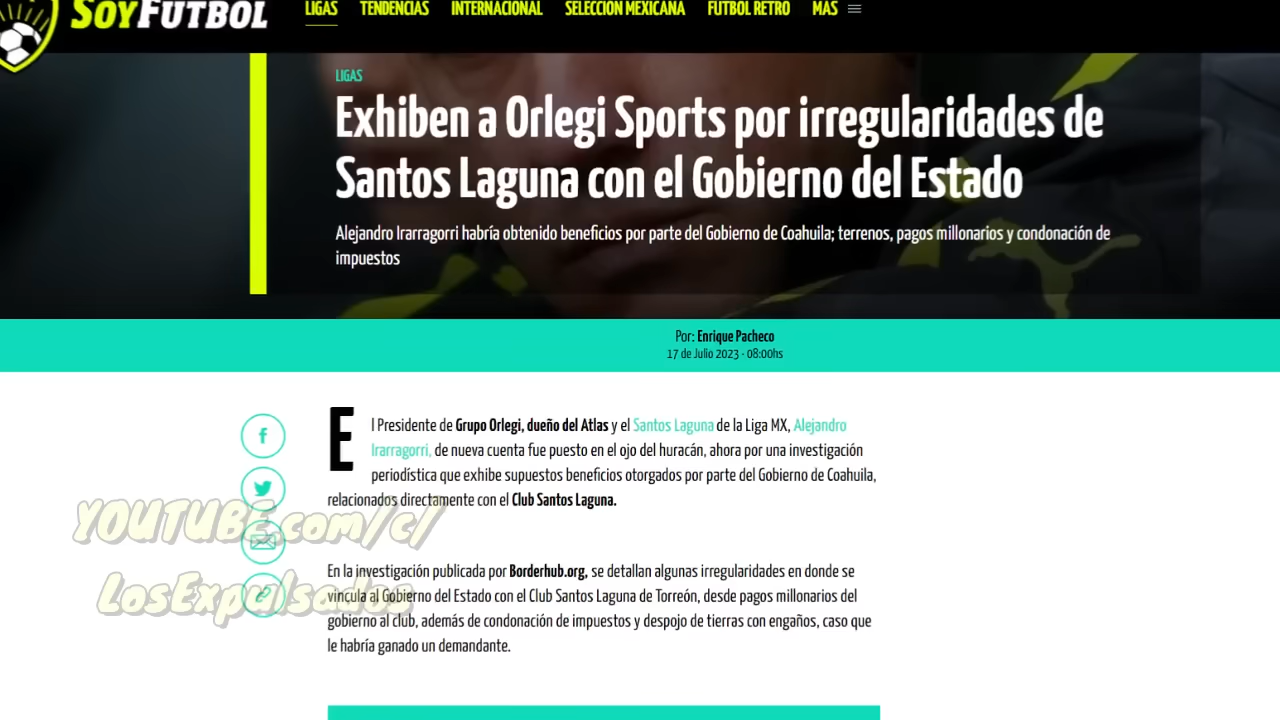 SOYFUTBOL
LIGAS TENDENCIAS INTERNACIONAL SELECCIÓN MEXICANA FUTBOL RETRO MÁS
LIGAS
Exhiben a Orlegi Sports por irregularidades de
Santos Laguna con el Gobierno del Estado
Alejandro Irarragorri habría obtenido beneficios por parte del Gobierno de Coahuila; terrenos, pagos millonarios y condonación de
impuestos
Por: Enrique Pacheco
17 de Julio 2023 - 08:00hs
El Presidente de Grupo Orlegi, dueño del Atlas y el Santos Laguna de la Liga MX, Alejandro
Irarragorri, de nueva cuenta fue puesto en el ojo del huracán, ahora por una investigación
periodística que exhibe supuestos beneficios otorgados por parte del Gobierno de Coahuila,
relacionados directamente con el Club Santos Laguna.
YOUTUBE.com/c/
LosExpulsados
En la investigación publicada por Borderhub.org, se detallan algunas irregularidades en donde se
vincula al Gobierno del Estado con el Club Santos Laguna de Torreón, desde pagos millonarios del
gobierno al club, además de condonación de impuestos y despojo de tierras con engaños, caso que
le habría ganado un demandante.